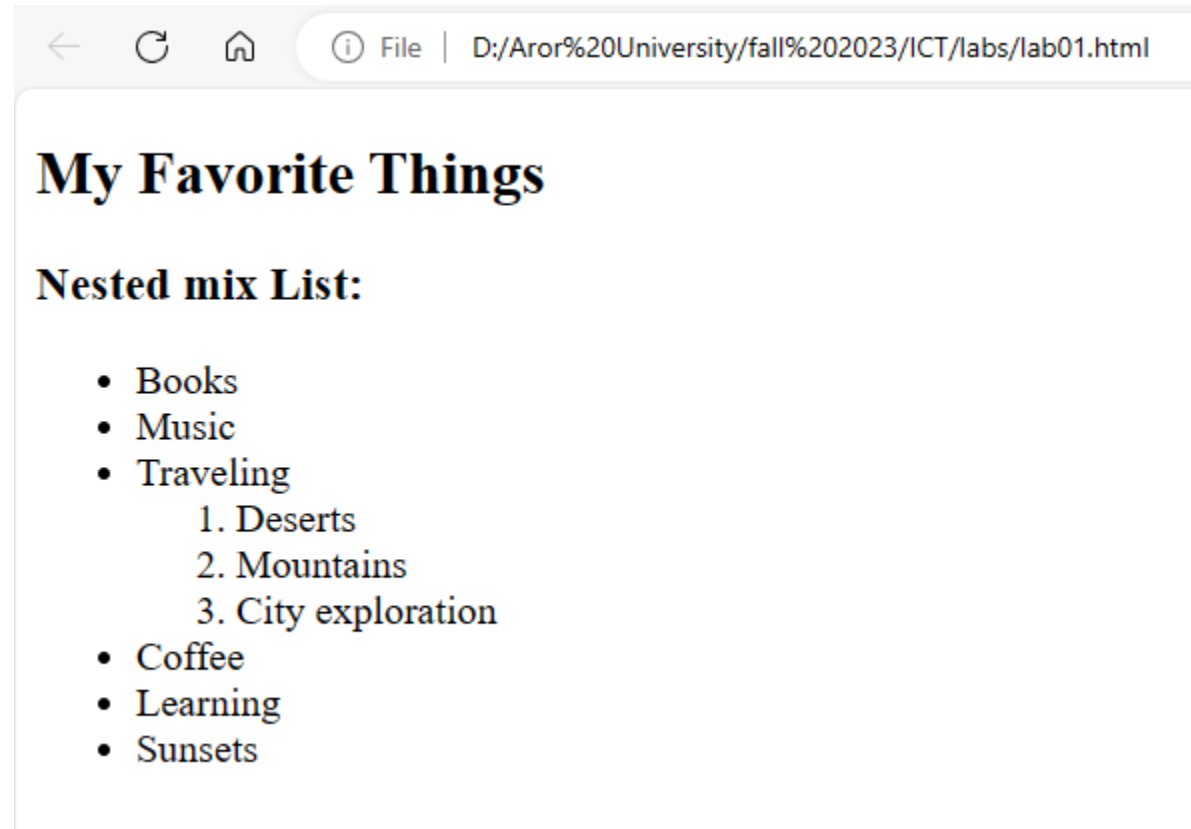 File | D:/Aror%20University/fall%202023/ICT/labs/lab01.html
My Favorite Things
Nested mix List:
• Books
• Music
• Traveling
1. Deserts
2. Mountains
3. City exploration
• Coffee
• Learning
• Sunsets